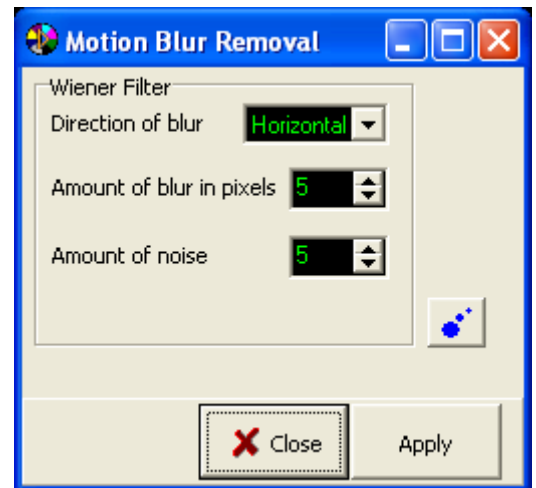 Motion Blur Removal
Wiener Filter
Direction of blur Horizontal
Amount of blur in pixels 5
Amount of noise 5
Close Apply